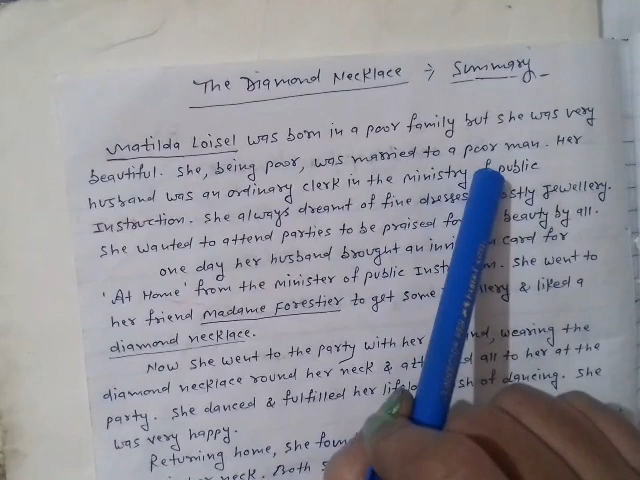 The Diamond Necklace ⇒ Summary
Matilda Loisel was born in a poor family but she was very
beautiful. She, being poor, was married to a poor man. Her
husband was an ordinary clerk in the ministry of public
Instruction. She always dreamt of fine dresses Jewellery.
She wanted to attend parties to be praised beauty by all.
one day her husband brought an card for
'At Home' from the minister of public She went to
her friend Madame Forestier to get some & liked a
diamond necklace.
Now she went to the party with her wearing the
diamond necklace round her neck & all to her at the
party. She danced & fulfilled her of dancing. She
was very happy.
Returning home, she
neck. Both